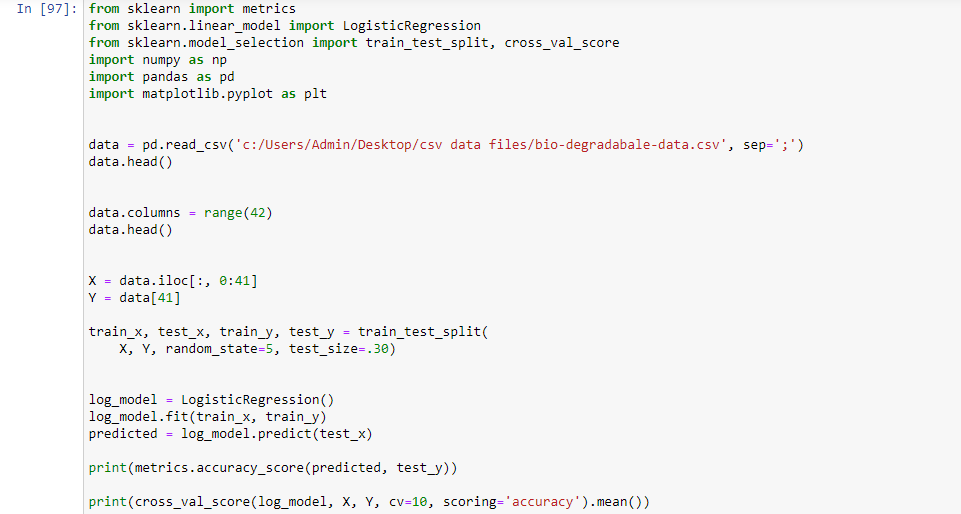 In [97]: from sklearn import metrics
from sklearn.linear_model import LogisticRegression
from sklearn.model_selection import train_test_split, cross_val_score
import numpy as np
import pandas as pd
import matplotlib.pyplot as plt
data = pd.read_csv('c:/Users/Admin/Desktop/csv data files/bio-degradabale-data.csv', sep=';')
data.head()
data.columns = range(42)
data.head()
X = data.iloc[:, 0:41]
Y = data[41]
train_x, test_x, train_y, test_y = train_test_split(
    X, Y, random_state=5, test_size=.30)
log_model = LogisticRegression()
log_model.fit(train_x, train_y)
predicted = log_model.predict(test_x)
print(metrics.accuracy_score(predicted, test_y))
print(cross_val_score(log_model, X, Y, cv=10, scoring='accuracy').mean())